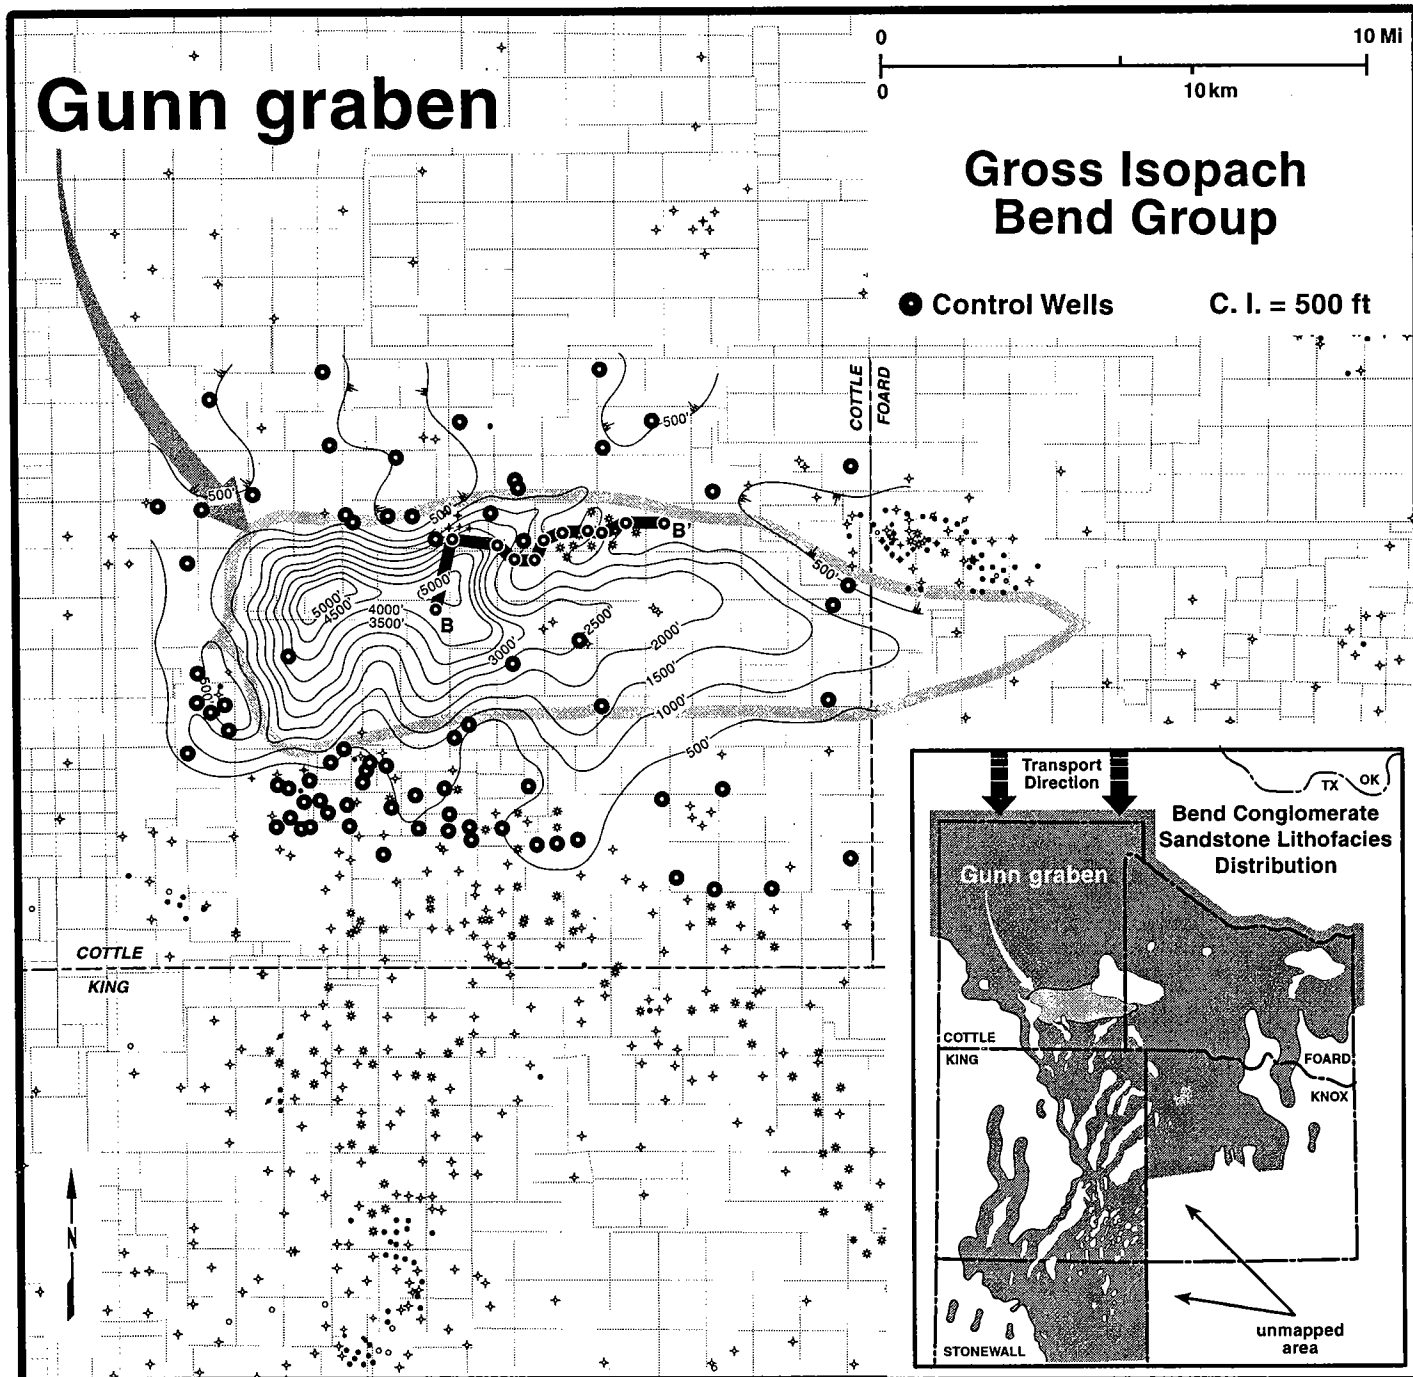 Gunn graben
0 10 Mi
0 10 km
Gross Isopach
Bend Group
Control Wells C. I. = 500 ft
COTTLE
FOARD
500'
500'
500'
B'
500'
(5000')
5000'
4500'
4000'
3500'
B
2500'
2000'
3000'
1500'
500'
1000'
500'
COTTLE
KING
N
Transport
Direction
TX OK
Bend Conglomerate
Sandstone Lithofacies
Distribution
Gunn graben
COTTLE
KING
FOARD
KNOX
unmapped
area
STONEWALL